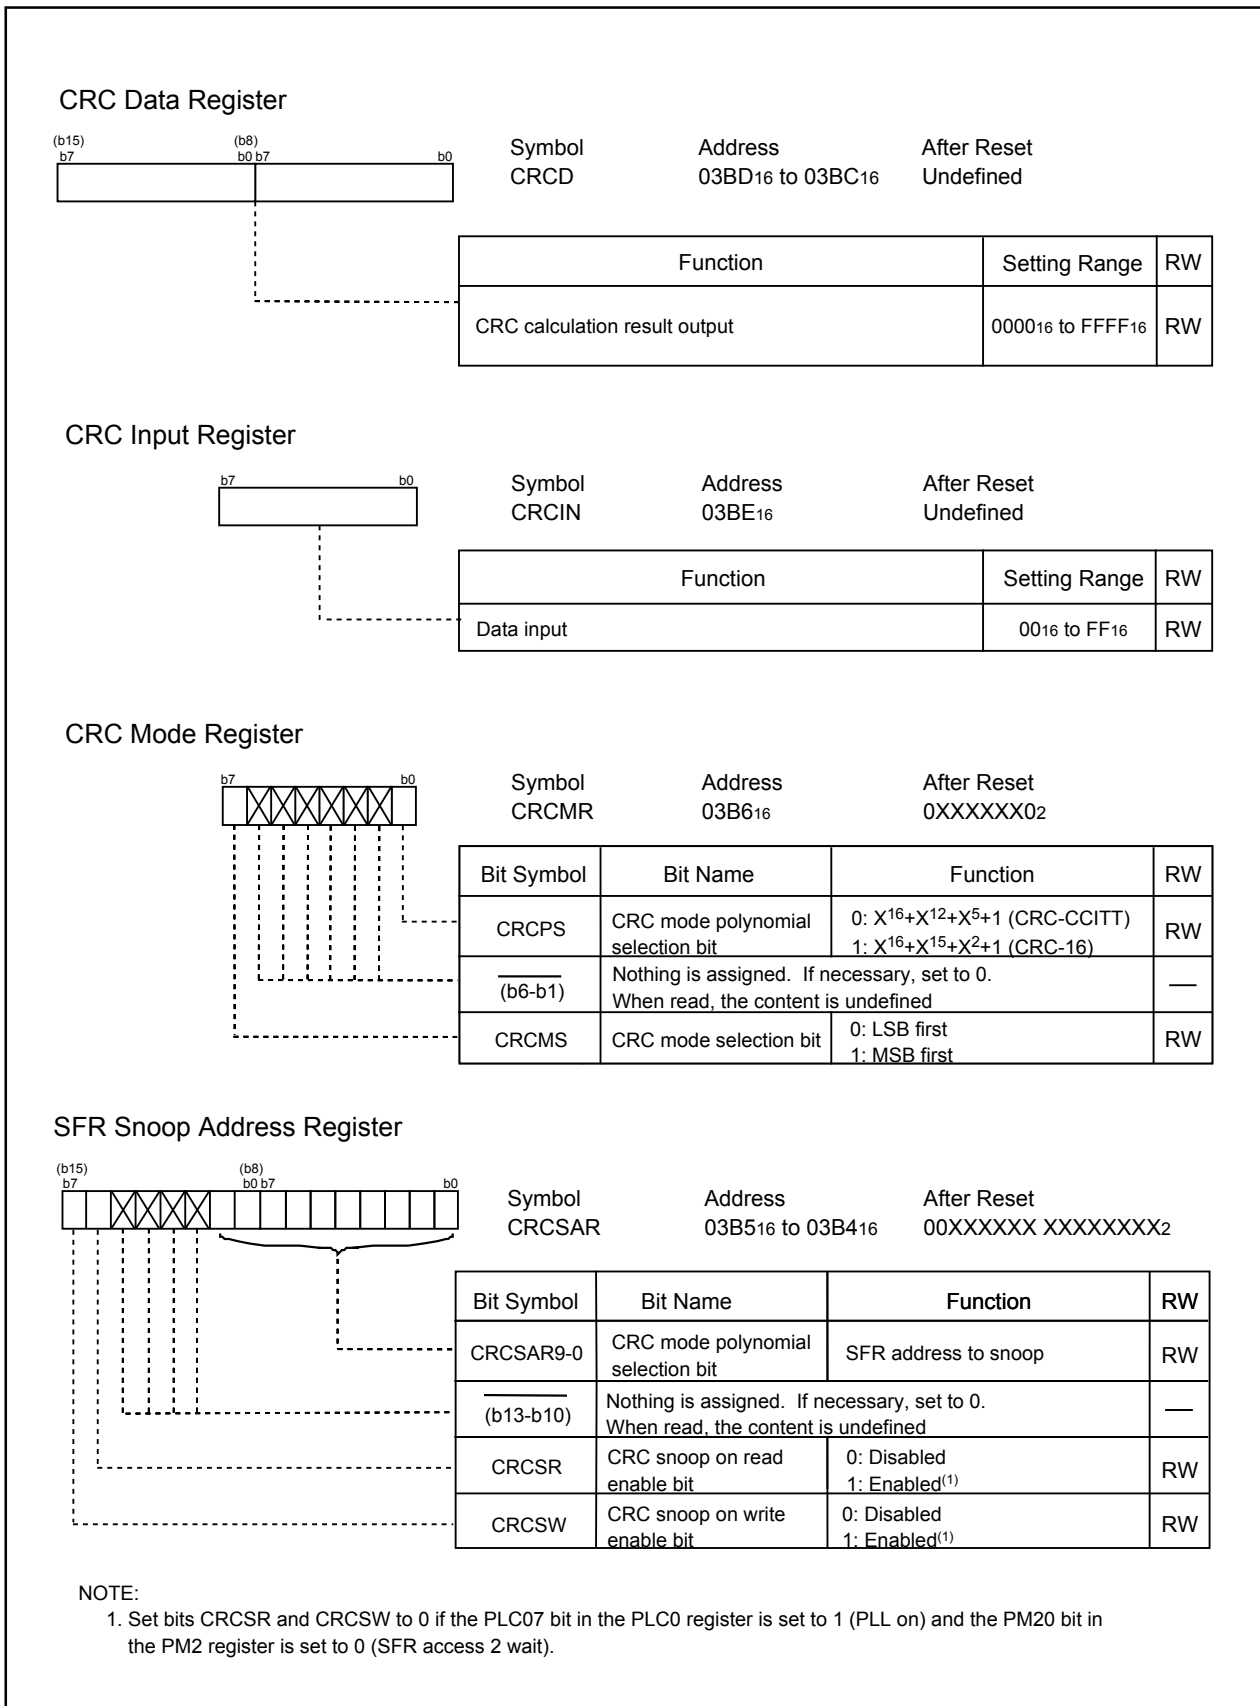 CRC Data Register
(b15) (b8)
b7 b0 b7 b0
Symbol Address After Reset
CRCD 03BD16 to 03BC16 Undefined
Function Setting Range RW
CRC calculation result output 000016 to FFFF16 RW
CRC Input Register
b7 b0
Symbol Address After Reset
CRCIN 03BE16 Undefined
Function Setting Range RW
Data input 0016 to FF16 RW
CRC Mode Register
b7 b0
Symbol Address After Reset
CRCMR 03B616 0XXXXXX02
Bit Symbol Bit Name Function RW
CRCPS CRC mode polynomial selection bit 0: X16+X12+X5+1 (CRC-CCITT) RW
1: X16+X15+X2+1 (CRC-16)
(b6-b1) Nothing is assigned. If necessary, set to 0. —
When read, the content is undefined
CRCMS CRC mode selection bit 0: LSB first RW
1: MSB first
SFR Snoop Address Register
(b15) (b8)
b7 b0 b7 b0
Symbol Address After Reset
CRCSAR 03B516 to 03B416 00XXXXXX XXXXXXXX2
Bit Symbol Bit Name Function RW
CRCSAR9-0 CRC mode polynomial selection bit SFR address to snoop RW
(b13-b10) Nothing is assigned. If necessary, set to 0. —
When read, the content is undefined
CRCSR CRC snoop on read enable bit 0: Disabled RW
1: Enabled(1)
CRCSW CRC snoop on write enable bit 0: Disabled RW
1: Enabled(1)
NOTE:
1. Set bits CRCSR and CRCSW to 0 if the PLC07 bit in the PLC0 register is set to 1 (PLL on) and the PM20 bit in
the PM2 register is set to 0 (SFR access 2 wait).